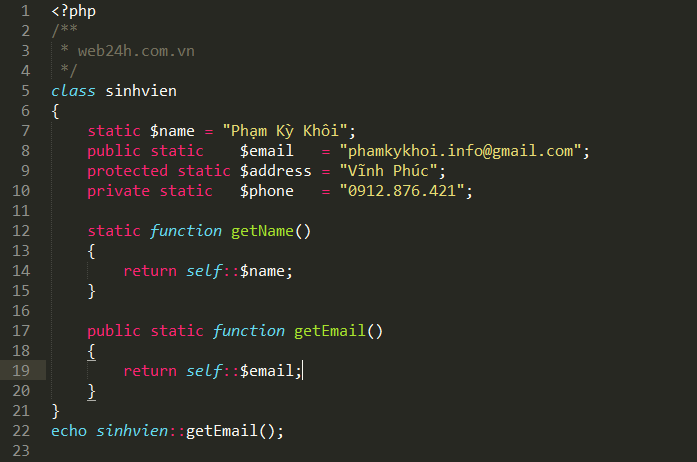 1 <?php
2 /**
3  * web24h.com.vn
4  */
5 class sinhvien
6 {
7     static $name = "Phạm Kỳ Khôi";
8     public static    $email   = "phamkykhoi.info@gmail.com";
9     protected static $address = "Vĩnh Phúc";
10     private static   $phone   = "0912.876.421";
11
12     static function getName()
13     {
14         return self::$name;
15     }
16
17     public static function getEmail()
18     {
19         return self::$email;
20     }
21 }
22 echo sinhvien::getEmail();
23